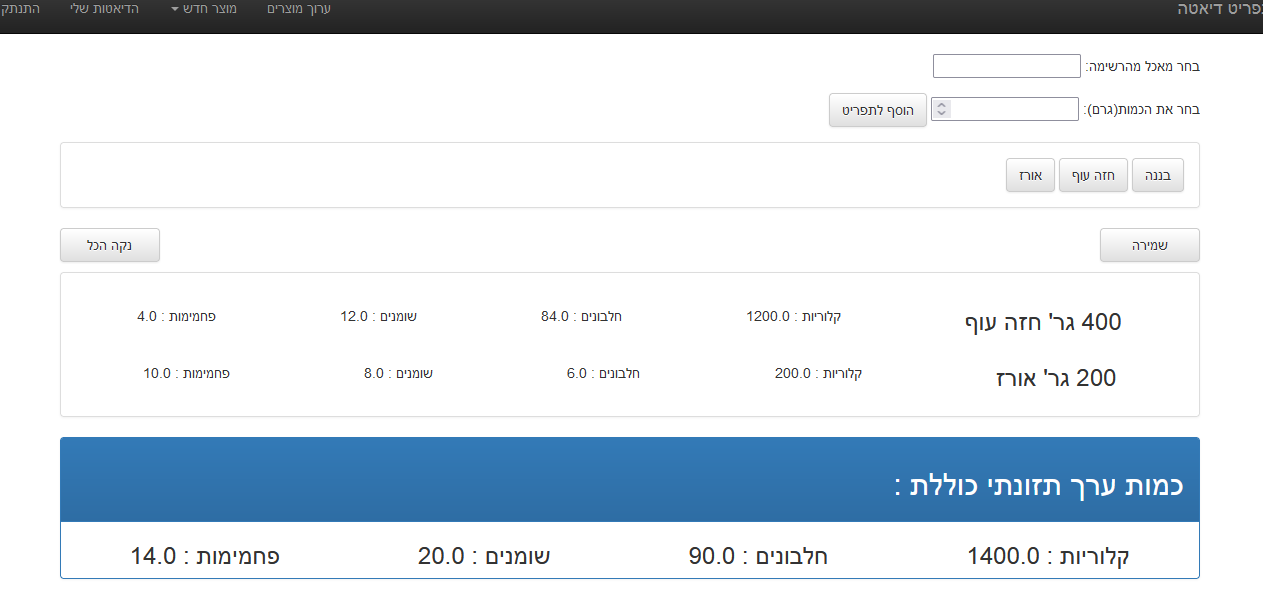 תפריט דיאטה ערוך מוצרים מוצר חדש הדיאטות שלי התנתק
בחר מאכל מהרשימה:
בחר את הכמות(גרם): הוסף לתפריט
בננה חזה עוף אורז
שמירה נקה הכל
400 גר' חזה עוף קלוריות : 1200.0 חלבונים : 84.0 שומנים : 12.0 פחמימות : 4.0
200 גר' אורז קלוריות : 200.0 חלבונים : 6.0 שומנים : 8.0 פחמימות : 10.0
כמות ערך תזונתי כוללת :
קלוריות : 1400.0 חלבונים : 90.0 שומנים : 20.0 פחמימות : 14.0